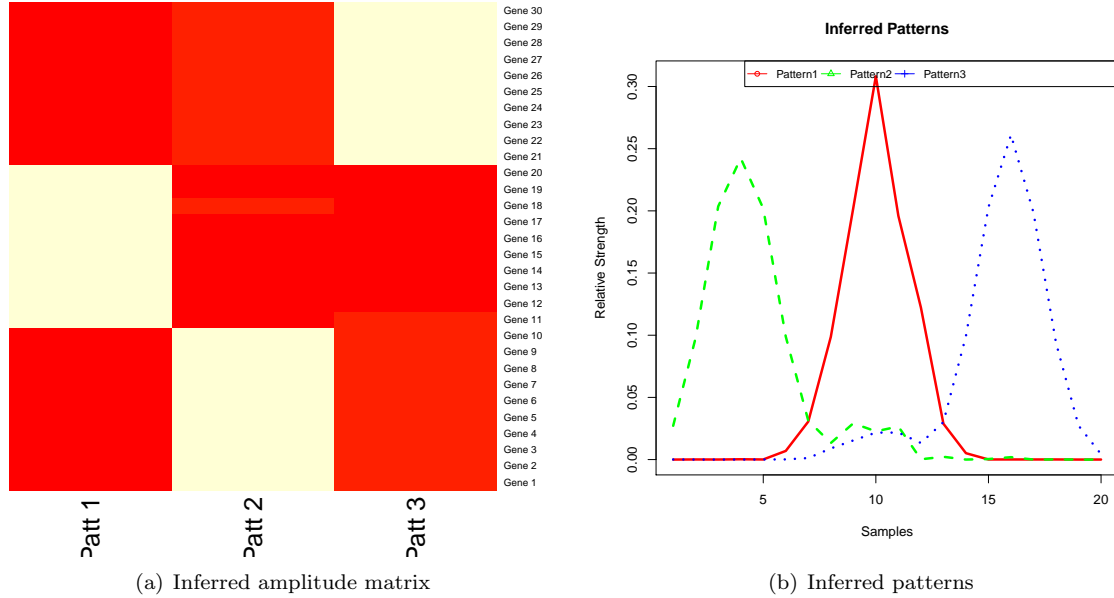 Gene 30
Gene 29
Gene 28
Gene 27
Gene 26
Gene 25
Gene 24
Gene 23
Gene 22
Gene 21
Gene 20
Gene 19
Gene 18
Gene 17
Gene 16
Gene 15
Gene 14
Gene 13
Gene 12
Gene 11
Gene 10
Gene 9
Gene 8
Gene 7
Gene 6
Gene 5
Gene 4
Gene 3
Gene 2
Gene 1
Patt 1
Patt 2
Patt 3
(a) Inferred amplitude matrix
Inferred Patterns
Pattern1 Pattern2 Pattern3
Relative Strength
0.30
0.25
0.20
0.15
0.10
0.05
0.00
5 10 15 20
Samples
(b) Inferred patterns